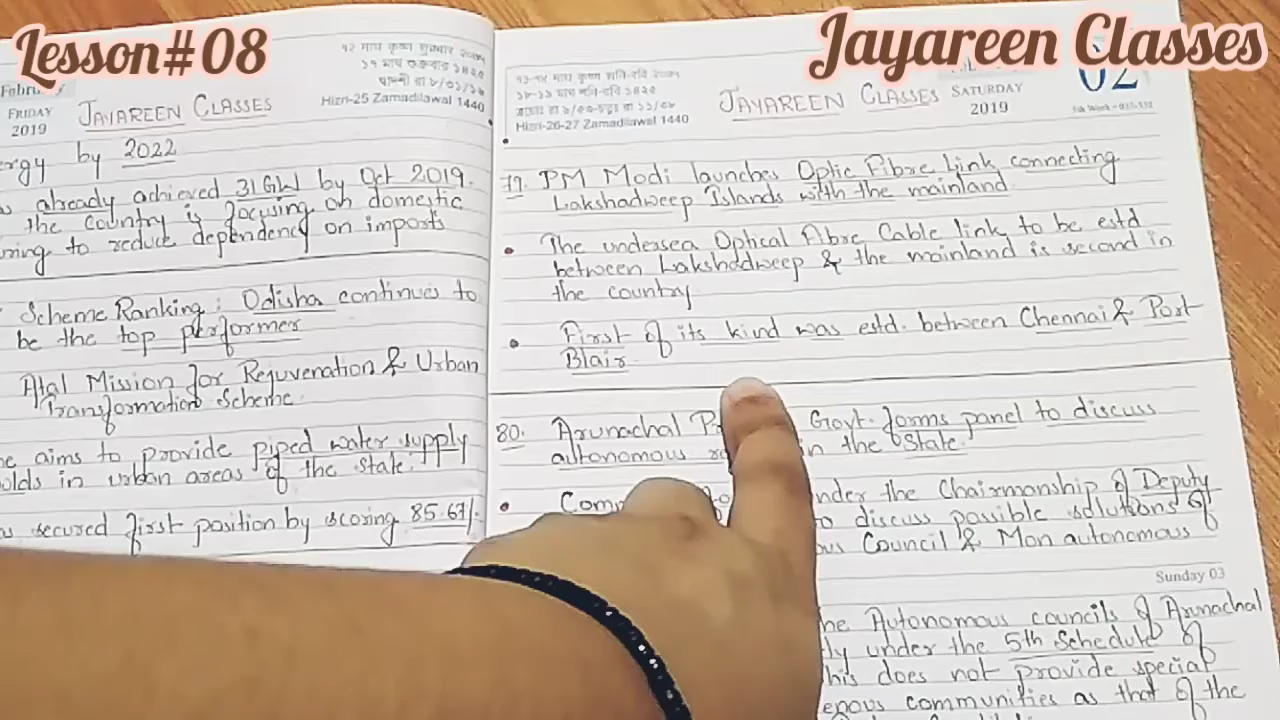 Lesson#08
Jayareen Classes
FRIDAY
2019
JAYAREEN CLASSES
Hizri-25 Zamadilawal 1440
by 2022
already achieved 31GW by Oct 2019.
the country is focusing on domestic
to reduce dependency on imports
Scheme Ranking: Odisha continues to
be the top performer
Atal Mission for Rejuvenation & Urban
Transformation Scheme.
aims to provide piped water supply
in urban areas of the state.
secured first position by scoring 85.67%.
Hizri-26-27 Zamadilawal 1440
JAYAREEN CLASSES
SATURDAY
2019
02
PM Modi launches Optic Fibre link connecting
Lakshadweep Islands with the mainland
• The undersea Optical Fibre Cable link to be estd
between Lakshadweep & the mainland is second in
the country
• First of its kind was estd. between Chennai & Port
Blair.
80. Arunachal Govt. forms panel to discuss
autonomous in the State.
• under the Chairmanship of Deputy
to discuss possible solutions of
Council & Mon autonomous
Sunday 03
Autonomous councils of Arunachal
under the 5th Schedule of
does not provide special
communities as that of the